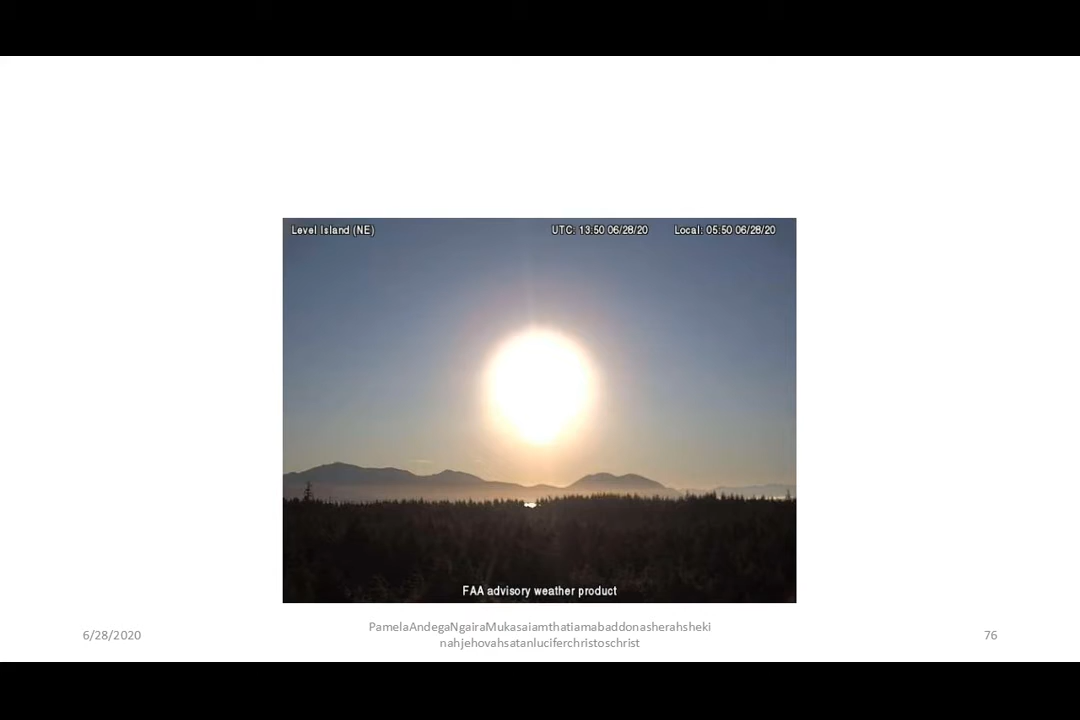 Level Island (NE) UTC: 13:50 06/28/20 Local: 05:50 06/28/20
FAA advisory weather product
6/28/2020 PamelaAndegaNgairaMukasaiamthatiamabaddonasherahsheki 76
nahjehovahsatanluciferchristoschrist